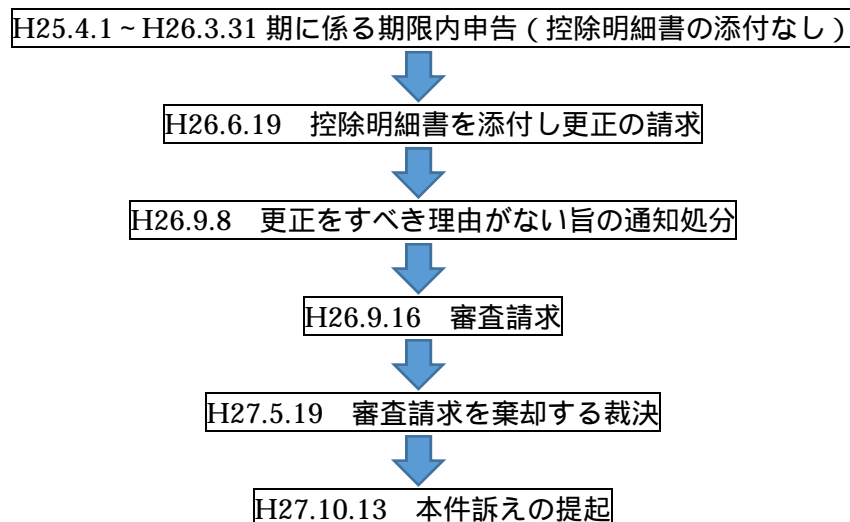 H25.4.1~H26.3.31 期に係る期限内申告(控除明細書の添付なし)
H26.6.19 控除明細書を添付し更正の請求
H26.9.8 更正をすべき理由がない旨の通知処分
H26.9.16 審査請求
H27.5.19 審査請求を棄却する裁決
H27.10.13 本件訴えの提起